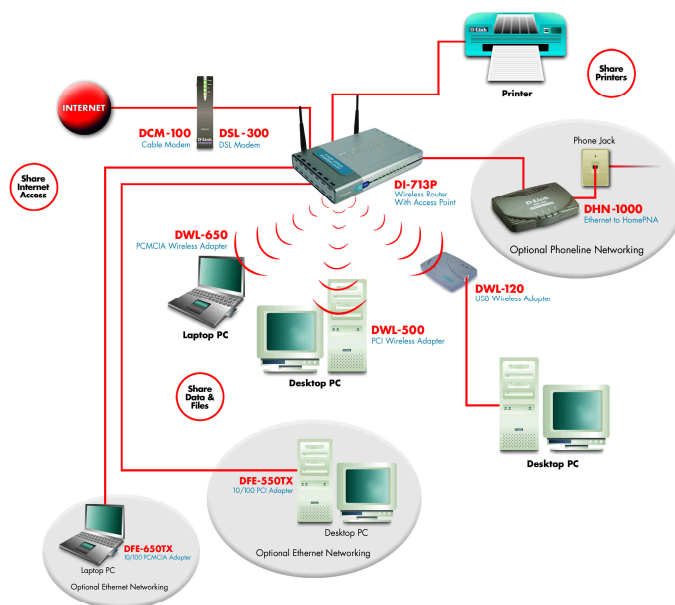 D-Link
Printer
Share
Printers
INTERNET
DCM-100
Cable Modem
D-Link
DSL-300
DSL Modem
Phone Jack
Share
Internet
Access
DI-713P
Wireless Router
With Access Point
D-Link
DHN-1000
Ethernet to HomePNA
Optional Phoneline Networking
DWL-650
PCMCIA Wireless Adapter
Laptop PC
DWL-120
USB Wireless Adapter
DWL-500
PCI Wireless Adapter
Desktop PC
Share
Data &
Files
Desktop PC
DFE-550TX
10/100 PCI Adapter
Desktop PC
Optional Ethernet Networking
DFE-650TX
10/100 PCMCIA Adapter
Laptop PC
Optional Ethernet Networking